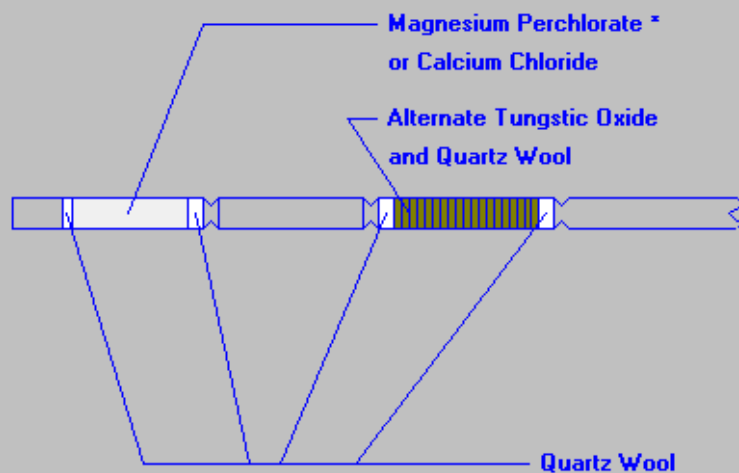 Magnesium Perchlorate *
or Calcium Chloride
Alternate Tungstic Oxide
and Quartz Wool
Quartz Wool